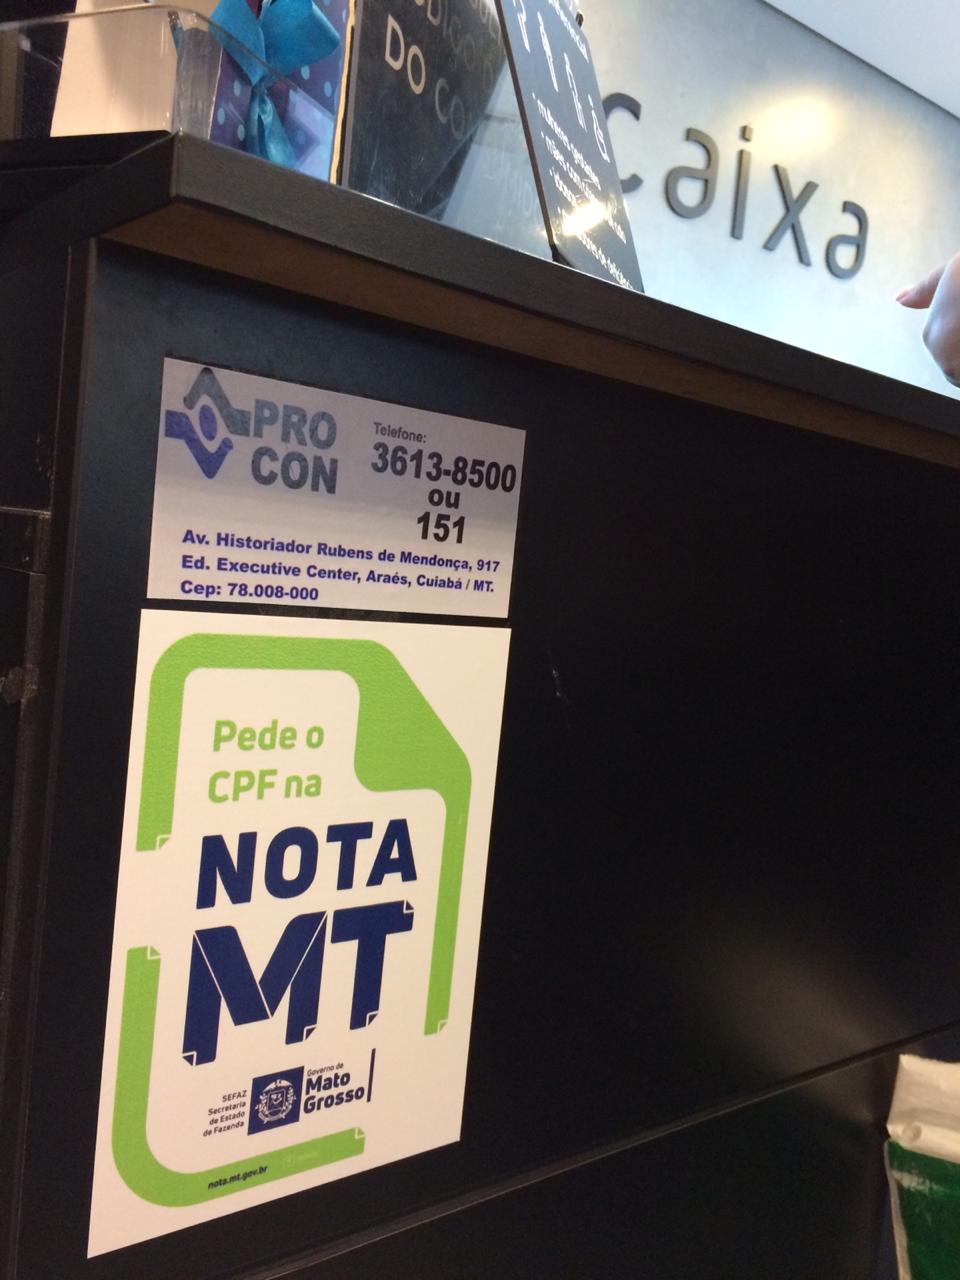 DO
caixa
PRO
CON
Telefone:
3613-8500
ou
151
Av. Historiador Rubens de Mendonça, 917
Ed. Executive Center, Araés, Cuiabá / MT.
Cep: 78.008-000
Pede o
CPF na
NOTA
MT
SEFAZ
Secretaria
de Estado
de Fazenda
Governo de
Mato
Grosso
nota.mt.gov.br